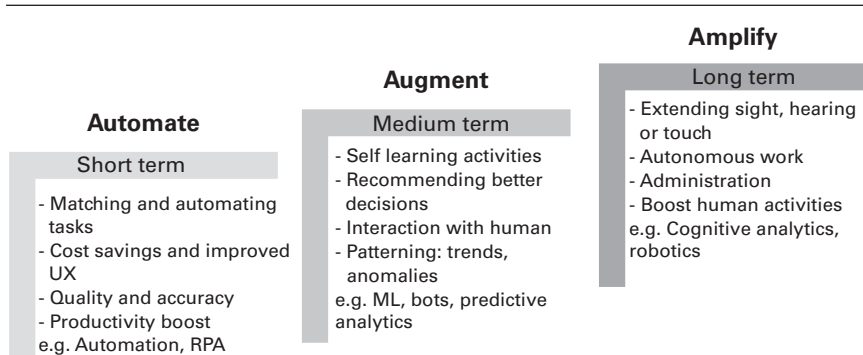 Automate
Short term
- Matching and automating
tasks
- Cost savings and improved
UX
- Quality and accuracy
- Productivity boost
e.g. Automation, RPA
Augment
Medium term
- Self learning activities
- Recommending better
decisions
- Interaction with human
- Patterning: trends,
anomalies
e.g. ML, bots, predictive
analytics
Amplify
Long term
- Extending sight, hearing
or touch
- Autonomous work
- Administration
- Boost human activities
e.g. Cognitive analytics,
robotics